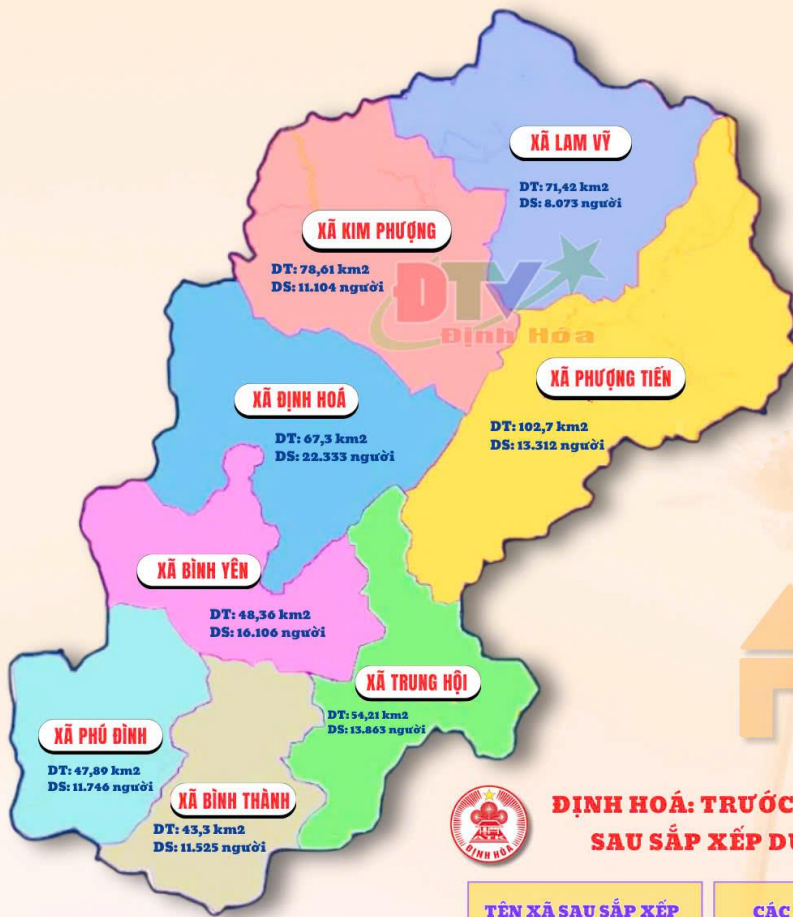 XÃ LAM VỸ
DT: 71,42 km2
DS: 8.073 người
XÃ KIM PHƯỢNG
DT: 78,61 km2
DS: 11.104 người
DTV
Định Hóa
XÃ PHƯỢNG TIẾN
DT: 102,7 km2
DS: 13.312 người
XÃ ĐỊNH HOÁ
DT: 67,3 km2
DS: 22.333 người
XÃ BÌNH YÊN
DT: 48,36 km2
DS: 16.106 người
XÃ TRUNG HỘI
DT: 54,21 km2
DS: 13.863 người
XÃ PHÚ ĐÌNH
DT: 47,89 km2
DS: 11.746 người
XÃ BÌNH THÀNH
DT: 43,3 km2
DS: 11.525 người
ĐỊNH HÓA
ĐỊNH HOÁ: TRƯỚC
SAU SẮP XẾP DỰ
TÊN XÃ SAU SẮP XẾP
CÁC